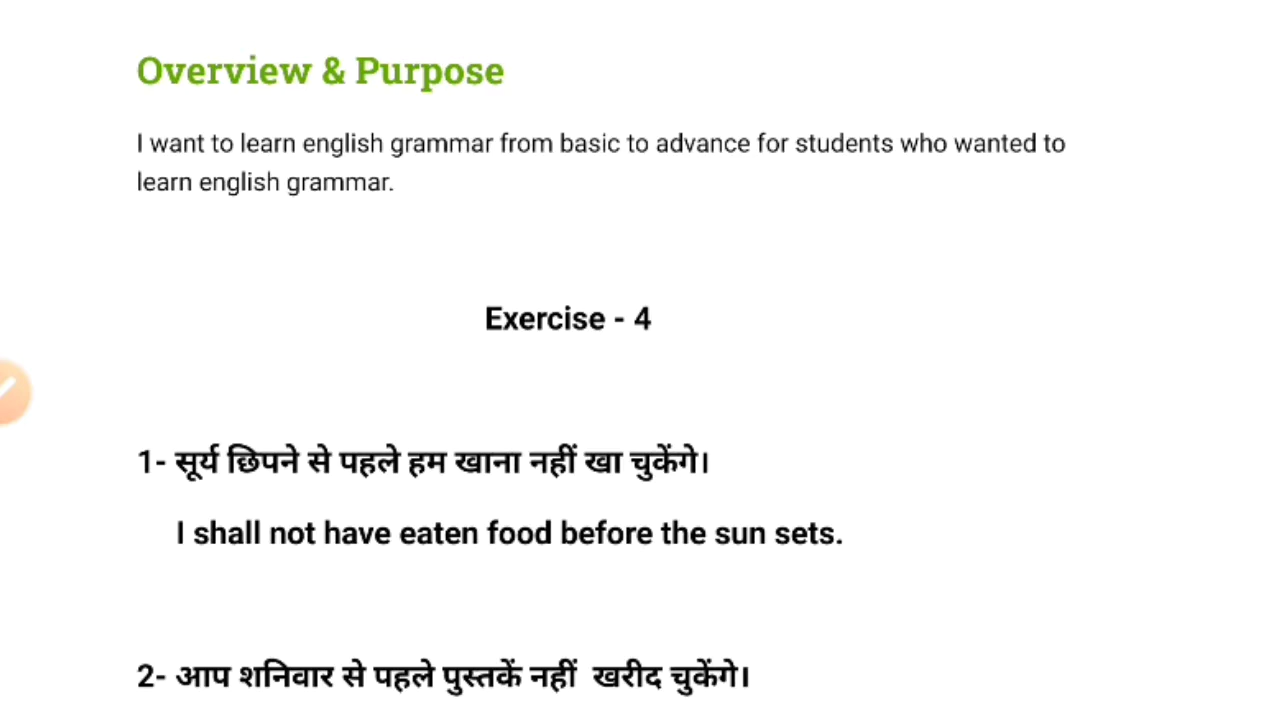 Overview & Purpose
I want to learn english grammar from basic to advance for students who wanted to
learn english grammar.
Exercise - 4
1- सूर्य छिपने से पहले हम खाना नहीं खा चुकेंगे।
I shall not have eaten food before the sun sets.
2- आप शनिवार से पहले पुस्तकें नहीं खरीद चुकेंगे।